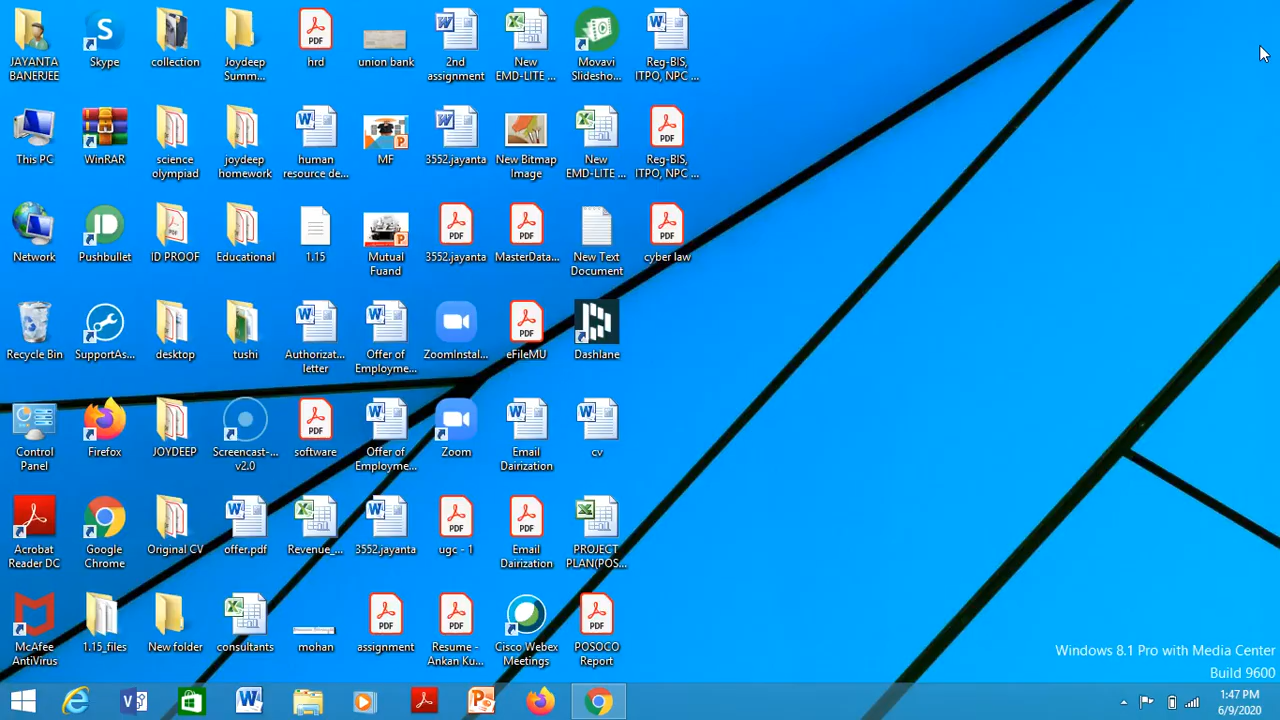 JAYANTA
BANERJEE
Skype
collection
Joydeep
Summ...
hrd
union bank
2nd
assignment
New
EMD-LITE ...
Movavi
Slidesho...
Reg-BIS,
ITPO, NPC ...
This PC
WinRAR
science
olympiad
joydeep
homework
human
resource de...
MF
3552.jayanta
New Bitmap
Image
New
EMD-LITE ...
Reg-BIS,
ITPO, NPC ...
Network
Pushbullet
ID PROOF
Educational
1.15
Mutual
Fuand
3552.jayanta
MasterData...
New Text
Document
cyber law
Recycle Bin
SupportAs...
desktop
tushi
Authorizat...
letter
Offer of
Employme...
ZoomInstal...
eFileMU
Dashlane
Control
Panel
Firefox
JOYDEEP
Screencast-...
v2.0
software
Offer of
Employme...
Zoom
Email
Dairization
cv
Acrobat
Reader DC
Google
Chrome
Original CV
offer.pdf
Revenue_...
3552.jayanta
ugc - 1
Email
Dairization
PROJECT
PLAN(POS...
McAfee
AntiVirus
1.15_files
New folder
consultants
mohan
assignment
Resume -
Ankan Ku...
Cisco Webex
Meetings
POSOCO
Report
Windows 8.1 Pro with Media Center
Build 9600
1:47 PM
6/9/2020